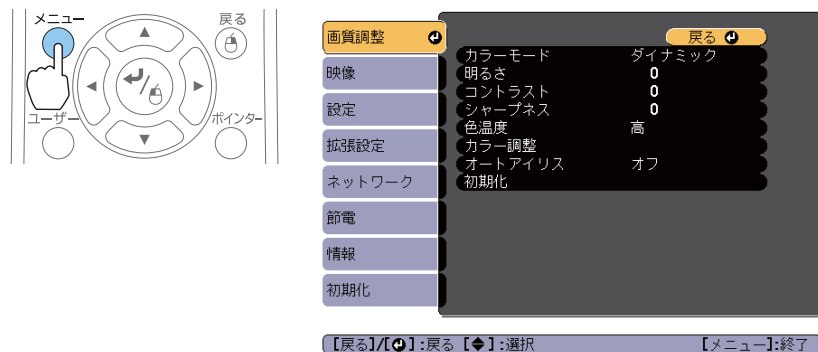 メニュー
戻る
ユーザー
ポインター
画質調整
映像
設定
拡張設定
ネットワーク
節電
情報
初期化
戻る
カラーモード ダイナミック
明るさ 0
コントラスト 0
シャープネス 0
色温度 高
カラー調整
オートアイリス オフ
初期化
【戻る】/【】:戻る 【】:選択 【メニュー】:終了